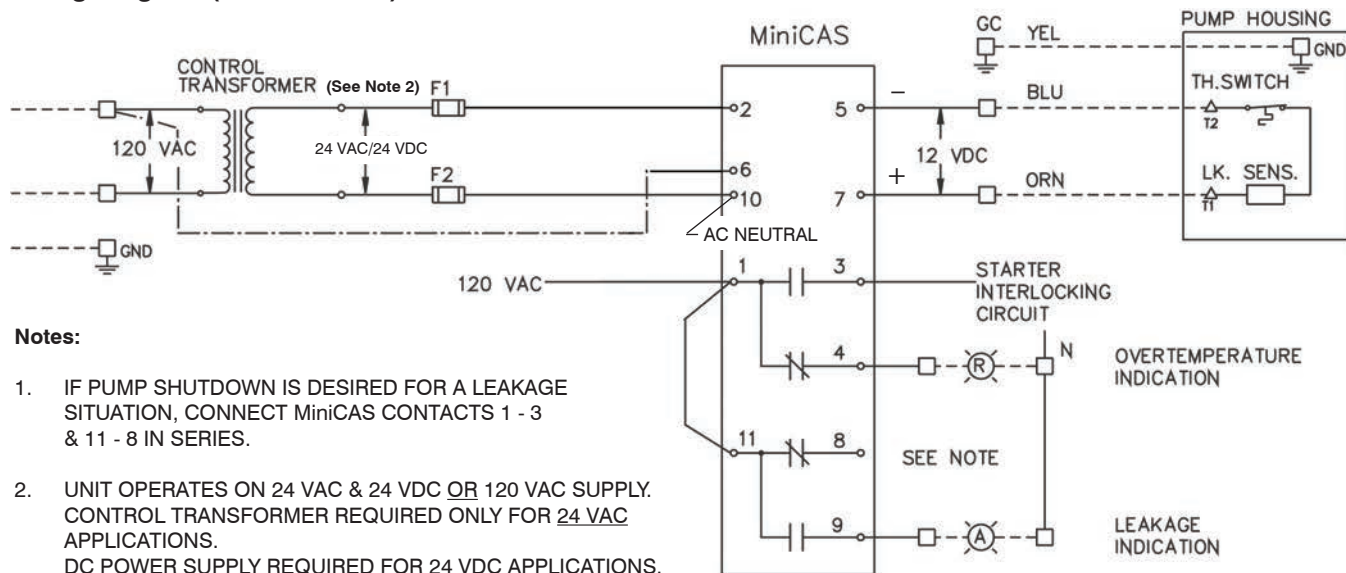 MiniCAS
GC
YEL
PUMP HOUSING
GND
CONTROL
TRANSFORMER (See Note 2)
F1
TH.SWITCH
BLU
T2
2
5
−
120 VAC
24 VAC/24 VDC
12 VDC
6
F2
+
ORN
LK. SENS.
T1
10
7
AC NEUTRAL
GND
120 VAC
1
3
STARTER
INTERLOCKING
CIRCUIT
N
4
R
OVERTEMPERATURE
INDICATION
11
8
SEE NOTE
9
A
LEAKAGE
INDICATION
Notes:
1. IF PUMP SHUTDOWN IS DESIRED FOR A LEAKAGE
SITUATION, CONNECT MiniCAS CONTACTS 1 - 3
& 11 - 8 IN SERIES.
2. UNIT OPERATES ON 24 VAC & 24 VDC OR 120 VAC SUPPLY.
CONTROL TRANSFORMER REQUIRED ONLY FOR 24 VAC
APPLICATIONS.
DC POWER SUPPLY REQUIRED FOR 24 VDC APPLICATIONS.